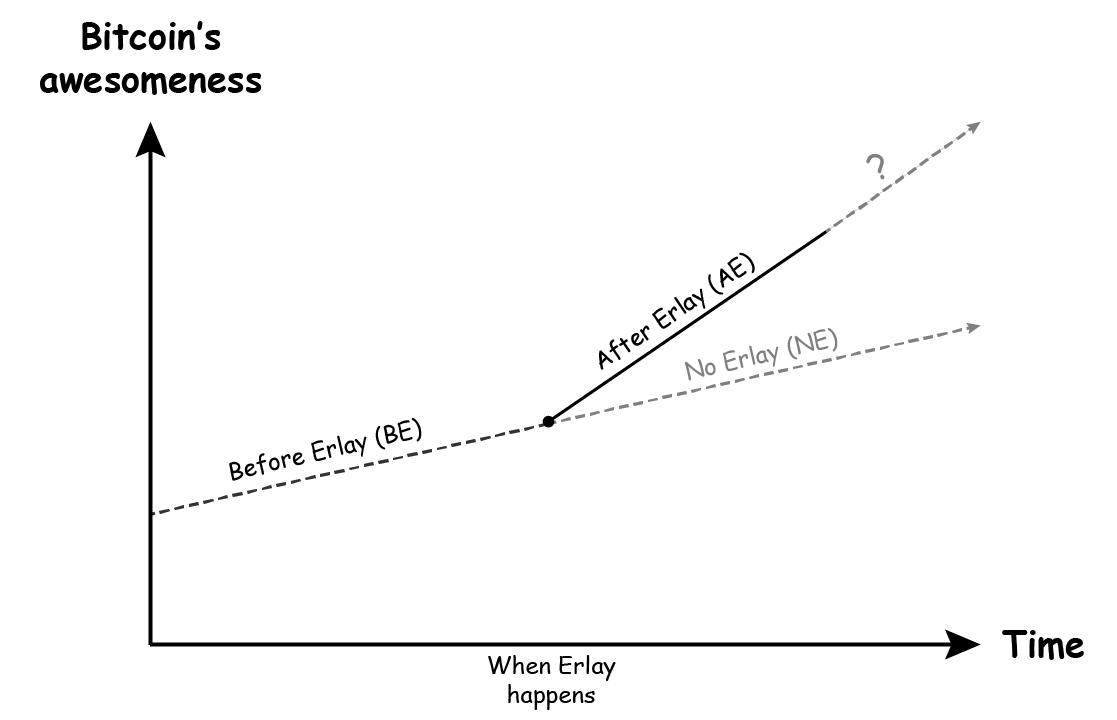 Bitcoin's
awesomeness
?
After Erlay (AE)
No Erlay (NE)
Before Erlay (BE)
Time
When Erlay
happens